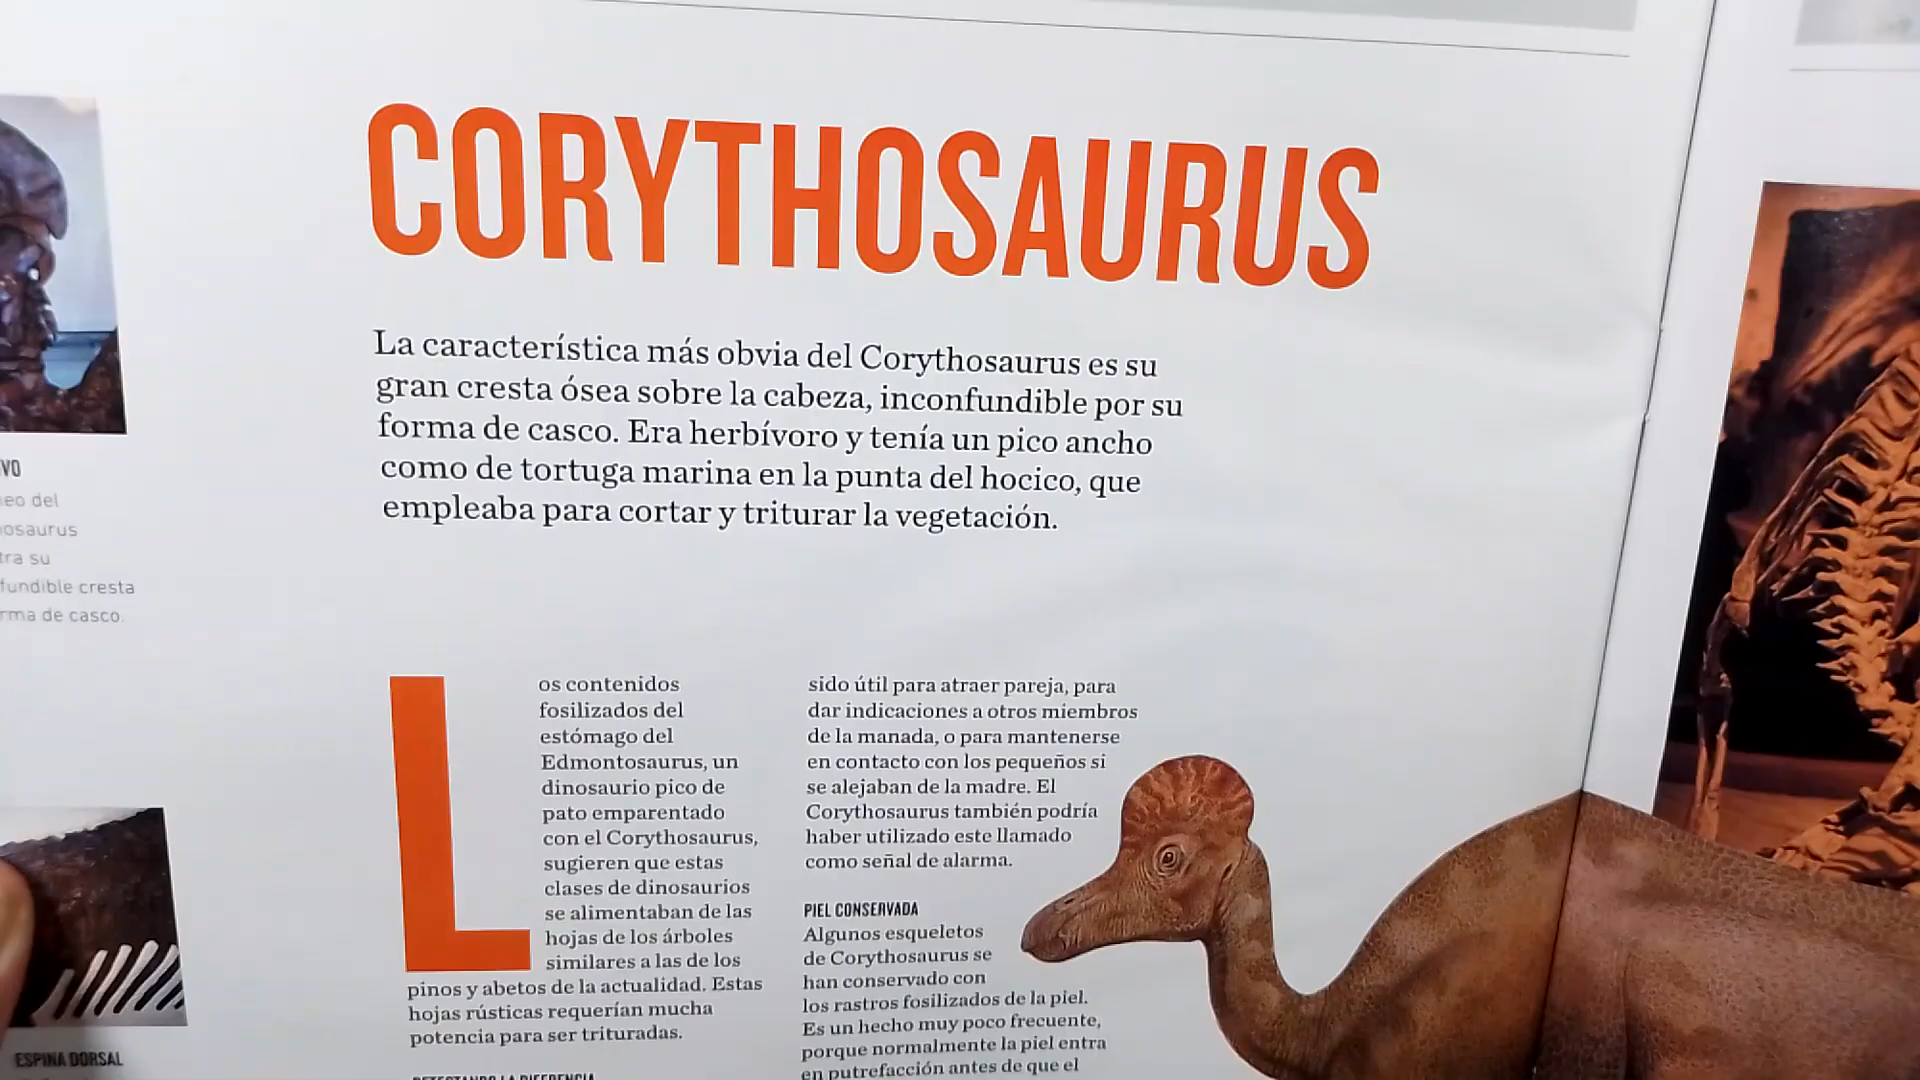 CORYTHOSAURUS
La característica más obvia del Corythosaurus es su
gran cresta ósea sobre la cabeza, inconfundible por su
forma de casco. Era herbívoro y tenía un pico ancho
como de tortuga marina en la punta del hocico, que
empleaba para cortar y triturar la vegetación.
VO
eo del
osaurus
tra su
fundible cresta
rma de casco.
ESPINA DORSAL
Los contenidos
fosilizados del
estómago del
Edmontosaurus, un
dinosaurio pico de
pato emparentado
con el Corythosaurus,
sugieren que estas
clases de dinosaurios
se alimentaban de las
hojas de los árboles
similares a las de los
pinos y abetos de la actualidad. Estas
hojas rústicas requerían mucha
potencia para ser trituradas.
DETECTANDO LA DIFERENCIA
sido útil para atraer pareja, para
dar indicaciones a otros miembros
de la manada, o para mantenerse
en contacto con los pequeños si
se alejaban de la madre. El
Corythosaurus también podría
haber utilizado este llamado
como señal de alarma.
PIEL CONSERVADA
Algunos esqueletos
de Corythosaurus se
han conservado con
los rastros fosilizados de la piel.
Es un hecho muy poco frecuente,
porque normalmente la piel entra
en putrefacción antes de que el